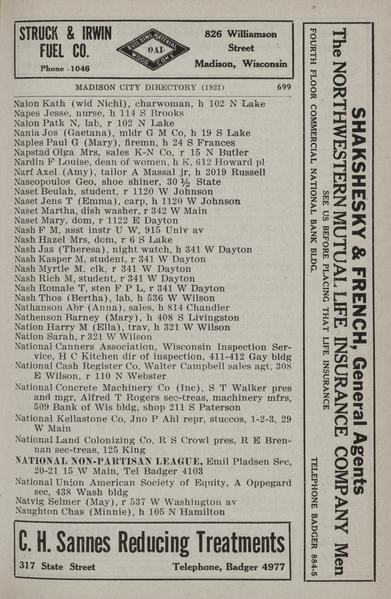 STRUCK & IRWIN
FUEL CO.
Phone - 1046
BUILDING MATERIAL
OAI
WOOD COKE
826 Williamson
Street
Madison, Wisconsin
MADISON CITY DIRECTORY (1921) 699
Nalon Kath (wid Nichl), charwoman, h 102 N Lake
Napes Jesse, nurse, h 114 S Brooks
Nalon Patk N, lab, r 102 N Lake
Nania Jos (Gaetana), mldr G M Co, h 19 S Lake
Naples Paul G (Mary), firemn, h 24 S Frances
Napstad Olga Mrs, sales K-N Co, r 15 N Butler
Nardin F Louise, dean of women, h K, 612 Howard pl
Narf Axel (Amy), tailor A Massal jr, h 2019 Russell
Naseopoulos Geo, shoe shiner, 30½ State
Naset Beulah, student, r 1120 W Johnson
Naset Jens T (Emma), carp, h 1120 W Johnson
Naset Martha, dish washer, r 342 W Main
Naset Mary, dom, r 1122 E Dayton
Nash F M, asst instr U W, 915 Univ av
Nash Hazel Mrs, dom, r 6 S Lake
Nash Jas (Theresa), night watch, h 341 W Dayton
Nash Kasper M, student, r 341 W Dayton
Nash Myrtle M, clk, r 341 W Dayton
Nash Rich M, student, r 341 W Dayton
Nash Romale T, sten F P L, r 341 W Dayton
Nash Thos (Bertha), lab, h 536 W Wilson
Nathanson Abr (Anna), sales, h 814 Chandler
Nathenson Barney (Mary), h 408 S Livingston
Nation Harry M (Ella), trav, h 321 W Wilson
Nation Sarah, r 321 W Wilson
National Canners Association, Wisconsin Inspection Ser-
vice, H C Kitchen dir of inspection, 411-412 Gay bldg
National Cash Register Co, Walter Campbell sales agt, 308
E Wilson, r 110 N Webster
National Concrete Machinery Co (Inc), S T Walker pres
and mgr, Alfred T Rogers sec-treas, machinery mfrs,
509 Bank of Wis bldg, shop 211 S Paterson
National Kellastone Co, Jno P Ahl repr, stuccos, 1-2-3, 29
W Main
National Land Colonizing Co, R S Crowl pres, R E Bren-
nan sec-treas, 125 King
NATIONAL NON-PARTISAN LEAGUE, Emil Pladsen Sec,
20-21 15 W Main, Tel Badger 4103
National Union American Society of Equity, A Oppegard
sec, 438 Wash bldg
Natvig Selmer (May), r 537 W Washington av
Naughton Chas (Minnie), h 105 N Hamilton
C. H. Sannes Reducing Treatments
317 State Street Telephone, Badger 4977
SHAKSHESKY & FRENCH, General Agents
The NORTHWESTERN MUTUAL LIFE INSURANCE COMPANY Men
SEE US BEFORE PLACING THAT LIFE INSURANCE
FOURTH FLOOR COMMERCIAL NATIONAL BANK BLDG. TELEPHONE BADGER 884-5